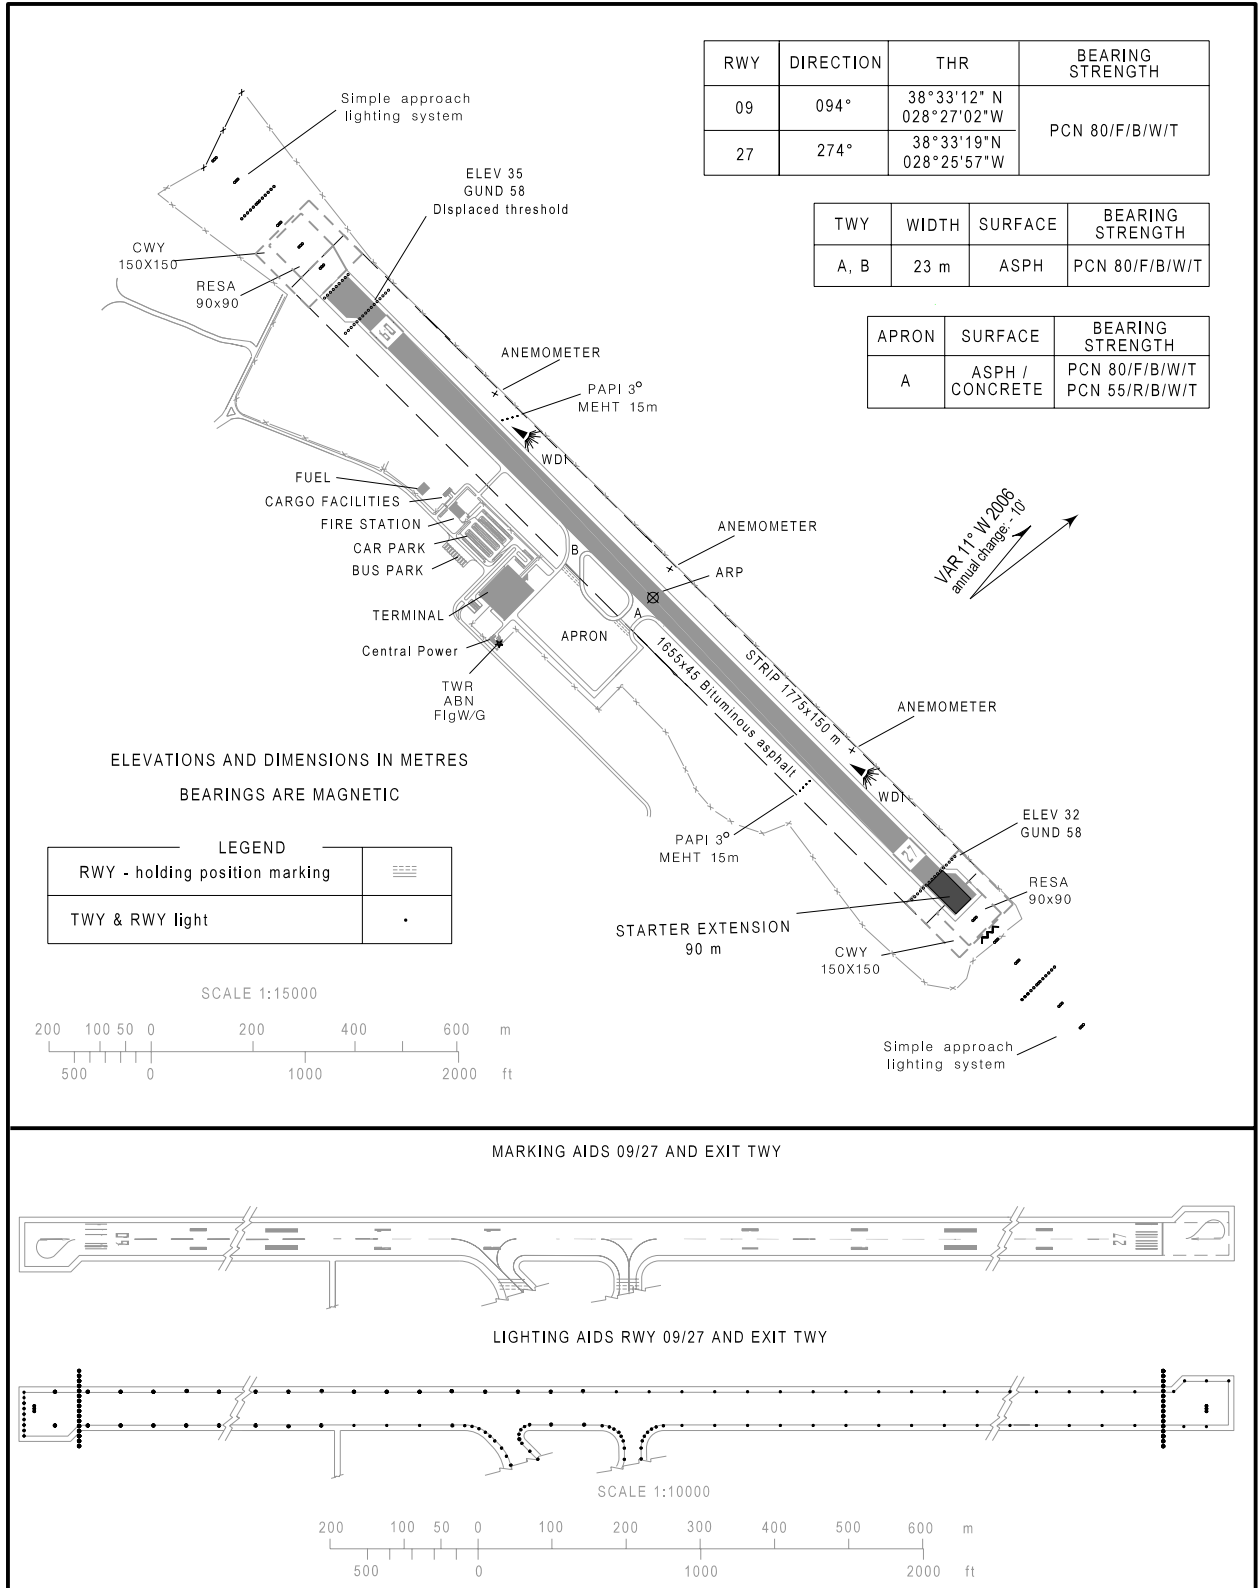 RWY DIRECTION THR BEARING STRENGTH
09 094° 38°33'12" N 028°27'02"W PCN 80/F/B/W/T
27 274° 38°33'19"N 028°25'57"W
TWY WIDTH SURFACE BEARING STRENGTH
A, B 23 m ASPH PCN 80/F/B/W/T
APRON SURFACE BEARING STRENGTH
A ASPH / CONCRETE PCN 80/F/B/W/T PCN 55/R/B/W/T
Simple approach
lighting system
ELEV 35
GUND 58
DIsplaced threshold
CWY
150X150
RESA
90x90
ANEMOMETER
PAPI 3°
MEHT 15m
WDI
FUEL
CARGO FACILITIES
FIRE STATION
CAR PARK
BUS PARK
TERMINAL
Central Power
TWR
ABN
FlgW/G
B
A
APRON
ANEMOMETER
ARP
VAR 11° W 2006
annual change: - 10'
1655x45 Bituminous asphalt
STRIP 1775x150 m
ANEMOMETER
WDI
PAPI 3°
MEHT 15m
27
ELEV 32
GUND 58
RESA
90x90
STARTER EXTENSION
90 m
CWY
150X150
Simple approach
lighting system
ELEVATIONS AND DIMENSIONS IN METRES
BEARINGS ARE MAGNETIC
LEGEND
RWY - holding position marking
TWY & RWY light
SCALE 1:15000
200 100 50 0 200 400 600 m
500 0 1000 2000 ft
MARKING AIDS 09/27 AND EXIT TWY
09
27
LIGHTING AIDS RWY 09/27 AND EXIT TWY
SCALE 1:10000
200 100 50 0 100 200 300 400 500 600 m
500 0 1000 2000 ft